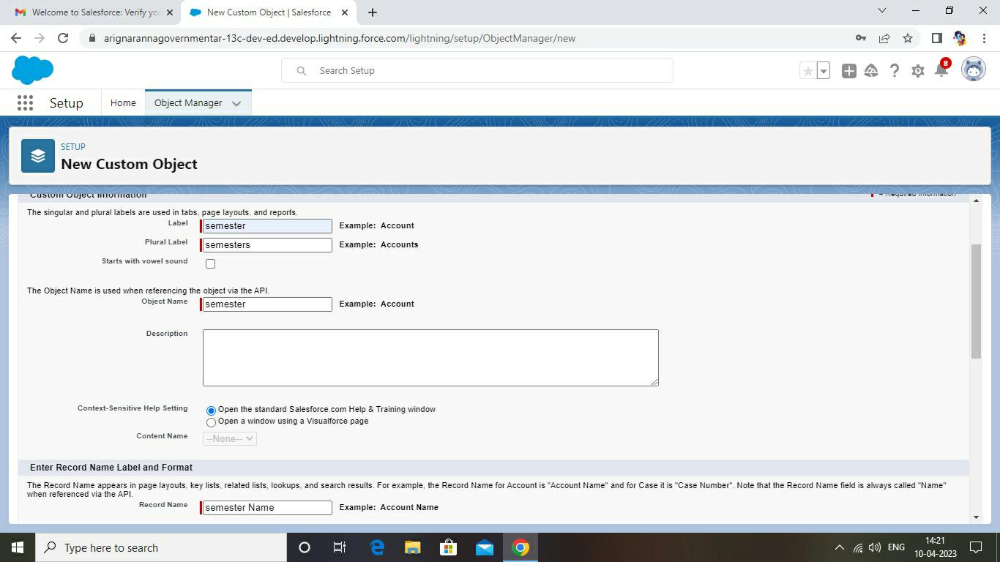 Welcome to Salesforce: Verify yo
New Custom Object | Salesforce
arignarannagovernmentar-13c-dev-ed.develop.lightning.force.com/lightning/setup/ObjectManager/new
Search Setup
8
Setup
Home
Object Manager
SETUP
New Custom Object
Custom Object Information
= Required Information
The singular and plural labels are used in tabs, page layouts, and reports.
Label semester Example: Account
Plural Label semesters Example: Accounts
Starts with vowel sound
The Object Name is used when referencing the object via the API.
Object Name semester Example: Account
Description
Context-Sensitive Help Setting Open the standard Salesforce.com Help & Training window
Open a window using a Visualforce page
Content Name --None--
Enter Record Name Label and Format
The Record Name appears in page layouts, key lists, related lists, lookups, and search results. For example, the Record Name for Account is "Account Name" and for Case it is "Case Number". Note that the Record Name field is always called "Name"
when referenced via the API.
Record Name semester Name Example: Account Name
Type here to search
ENG
14:21
10-04-2023